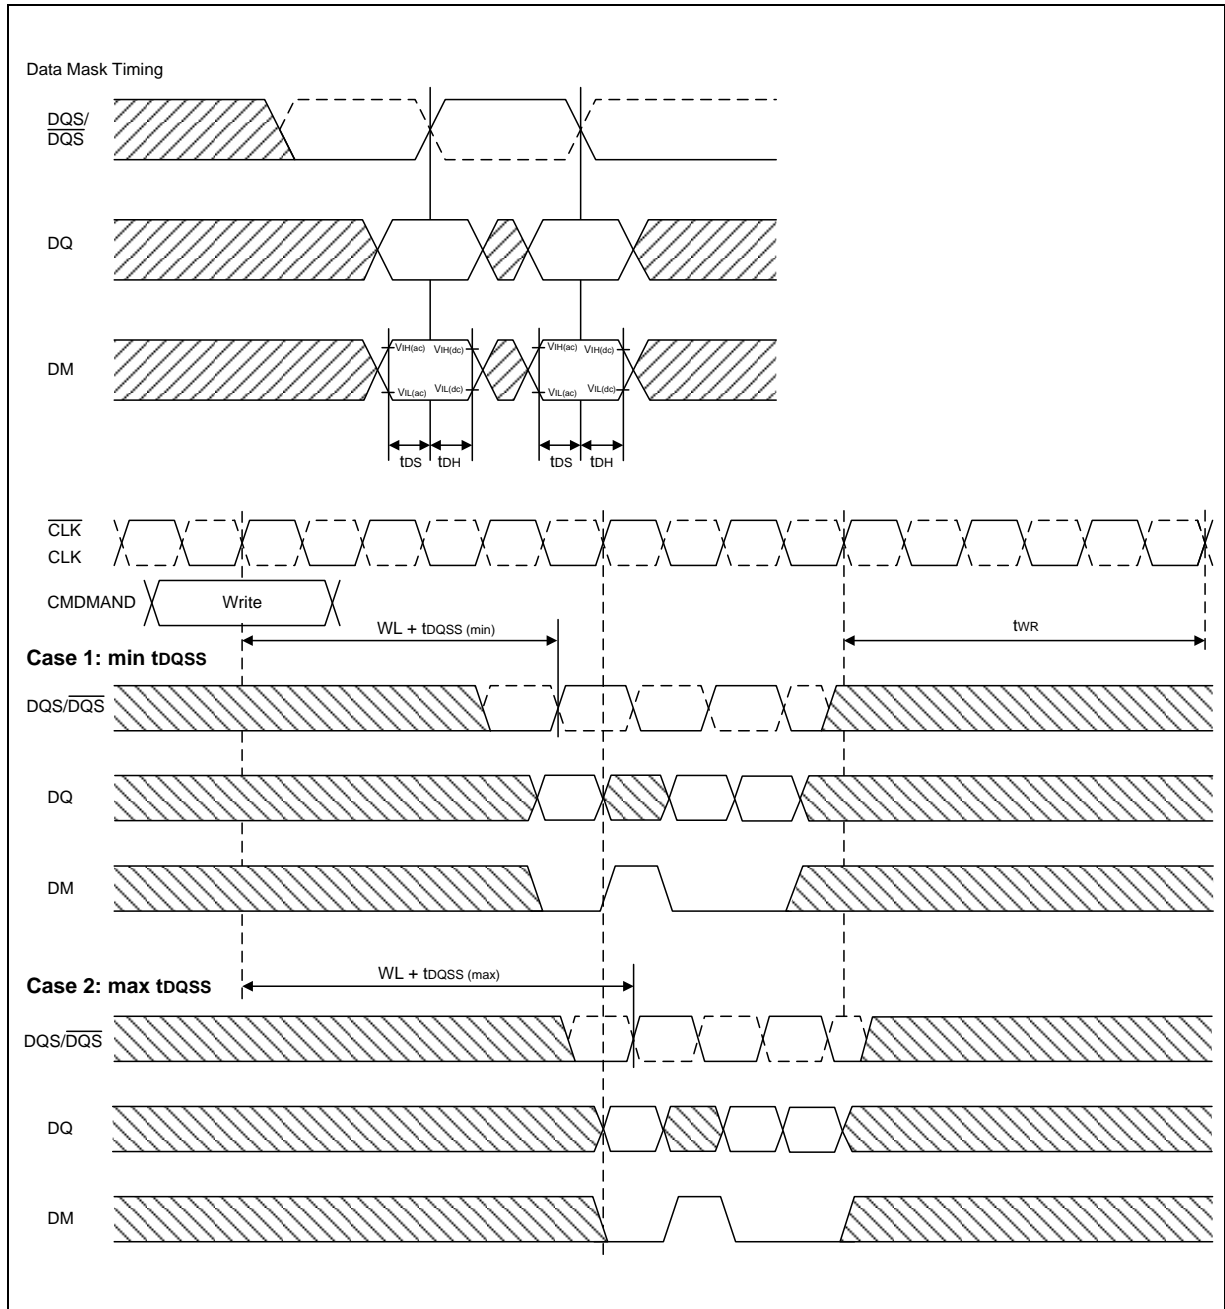 Data Mask Timing
DQS/
DQS
DQ
DM
VIH(ac) VIH(dc) VIH(ac) VIH(dc)
VIL(ac) VIL(dc) VIL(ac) VIL(dc)
tDS tDH tDS tDH
CLK
CLK
CMDMAND Write
WL + tDQSS (min) tWR
Case 1: min tDQSS
DQS/DQS
DQ
DM
WL + tDQSS (max)
Case 2: max tDQSS
DQS/DQS
DQ
DM